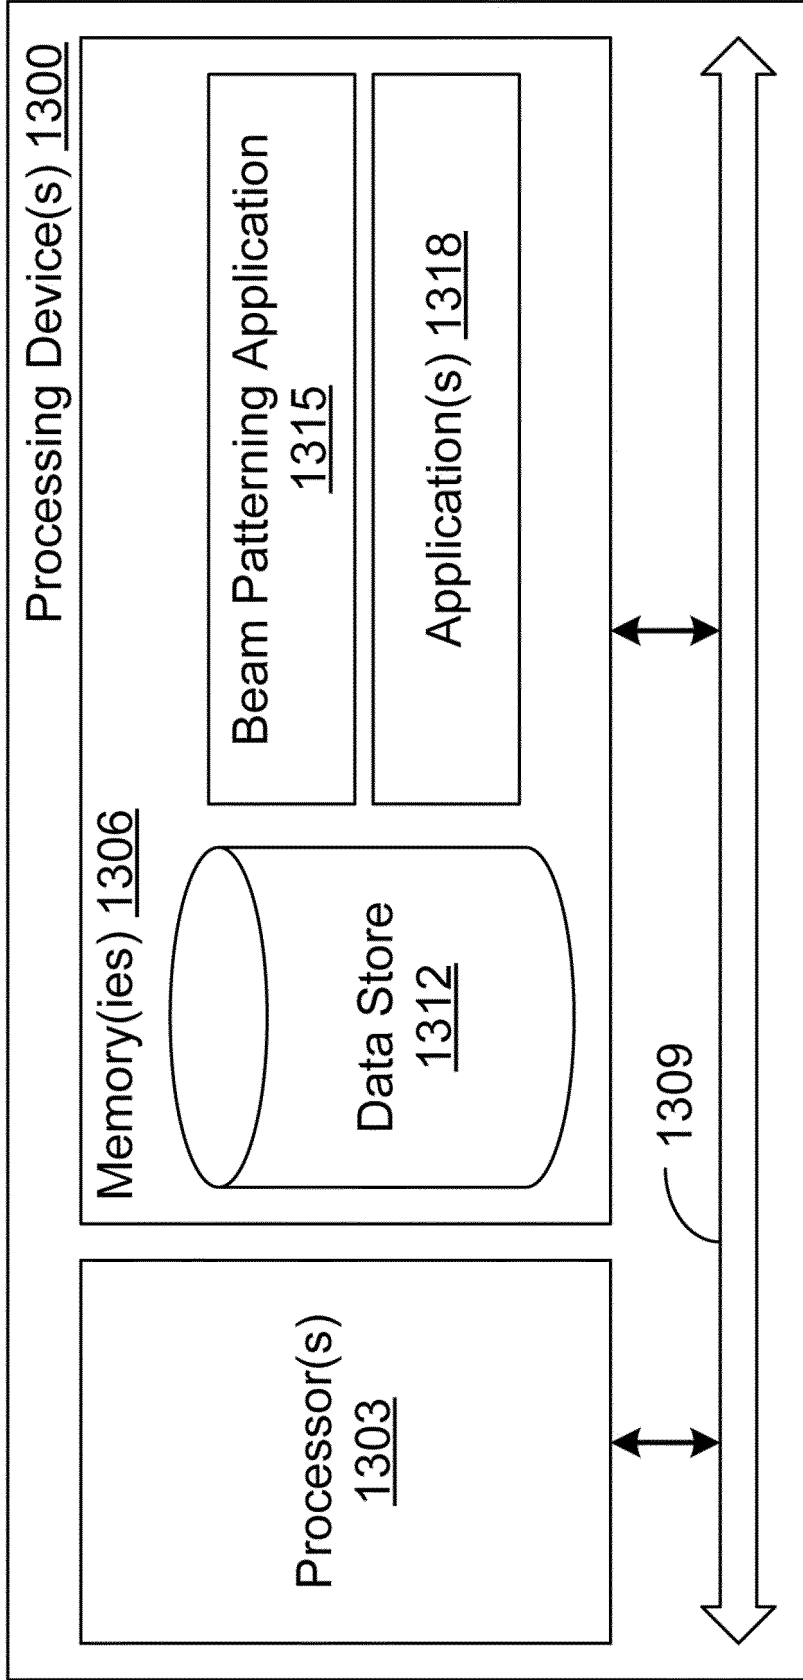 Processing Device(s) 1300
Memory(ies) 1306
Processor(s)
1303
Data Store
1312
Beam Patterning Application
1315
Application(s) 1318
1309